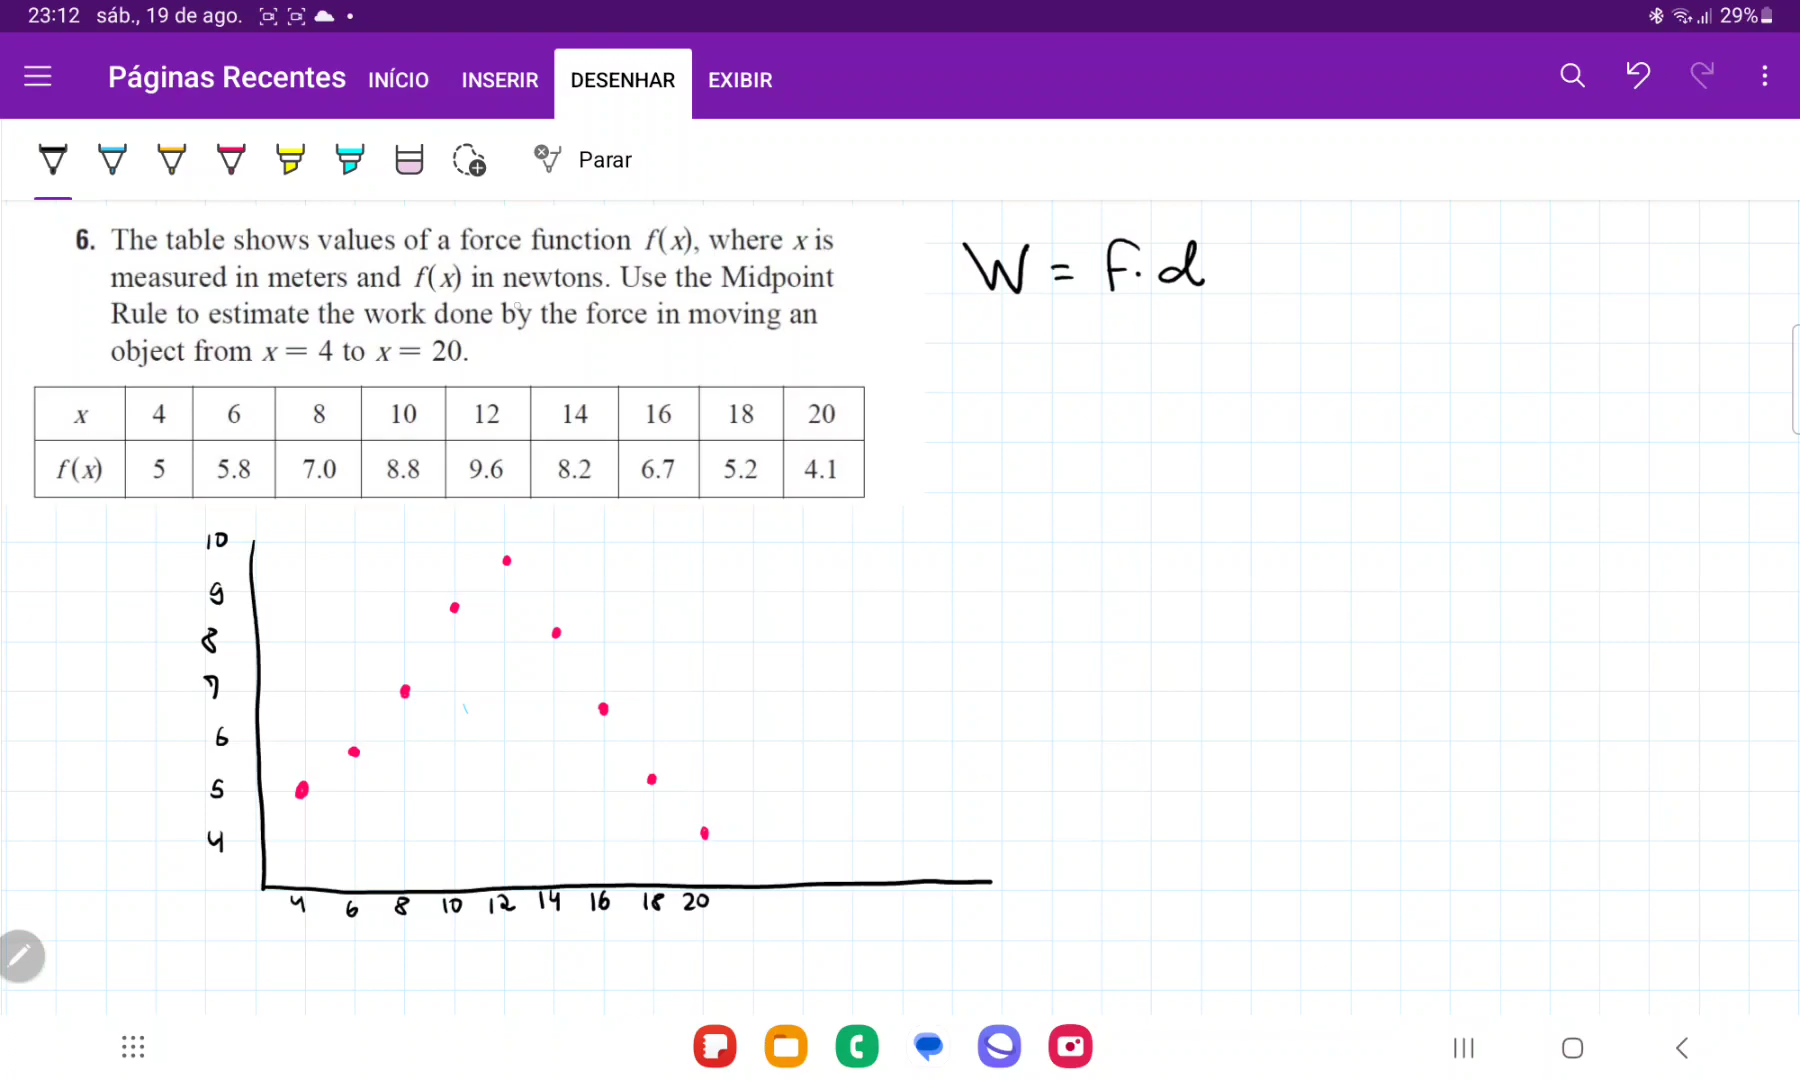 23:12 sáb., 19 de ago. 29%
Páginas Recentes INÍCIO INSERIR DESENHAR EXIBIR
Parar
6. The table shows values of a force function f(x), where x is
measured in meters and f(x) in newtons. Use the Midpoint
Rule to estimate the work done by the force in moving an
object from x = 4 to x = 20.
W = F.d
x 4 6 8 10 12 14 16 18 20
f(x) 5 5.8 7.0 8.8 9.6 8.2 6.7 5.2 4.1
10
9
8
7
6
5
4
4 6 8 10 12 14 16 18 20